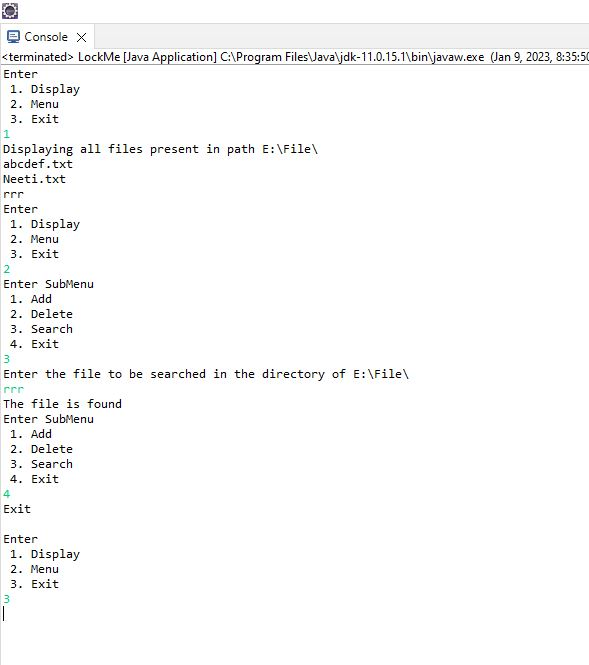 Console
<terminated> LockMe [Java Application] C:\Program Files\Java\jdk-11.0.15.1\bin\javaw.exe (Jan 9, 2023, 8:35:50
Enter
1. Display
2. Menu
3. Exit
1
Displaying all files present in path E:\File\
abcdef.txt
Neeti.txt
rrr
Enter
1. Display
2. Menu
3. Exit
2
Enter SubMenu
1. Add
2. Delete
3. Search
4. Exit
3
Enter the file to be searched in the directory of E:\File\
rrr
The file is found
Enter SubMenu
1. Add
2. Delete
3. Search
4. Exit
4
Exit
Enter
1. Display
2. Menu
3. Exit
3